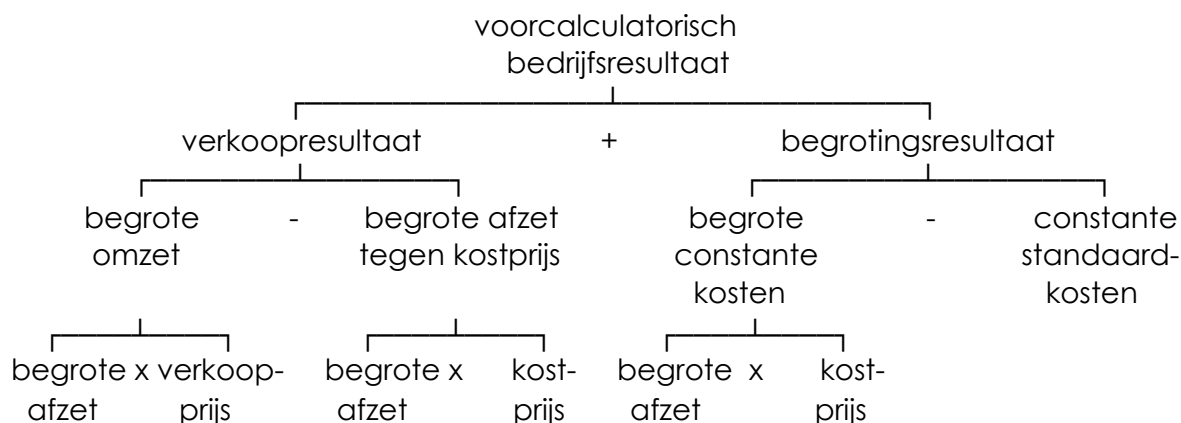 voorcalculatorisch
bedrijfsresultaat
verkoopresultaat + begrotingsresultaat
begrote - begrote afzet begrote - constante
omzet tegen kostprijs constante standaard-
kosten kosten
begrote x verkoop- begrote x kost- begrote x kost-
afzet prijs afzet prijs afzet prijs